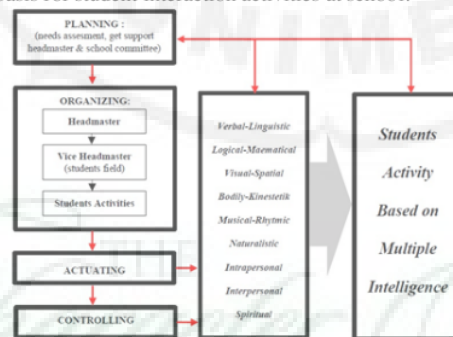 PLANNING :
(needs assesment, get support
headmaster & school committee)
ORGANIZING:
Headmaster
Vice Headmaster
(students field)
Students Activities
ACTUATING
CONTROLLING
Verbal-Linguistic
Logical-Maematical
Visual-Spatial
Bodily-Kinestetik
Musical-Rhytmic
Naturalistic
Intrapersonal
Interpersonal
Spiritual
Students
Activity
Based on
Multiple
Intelligence